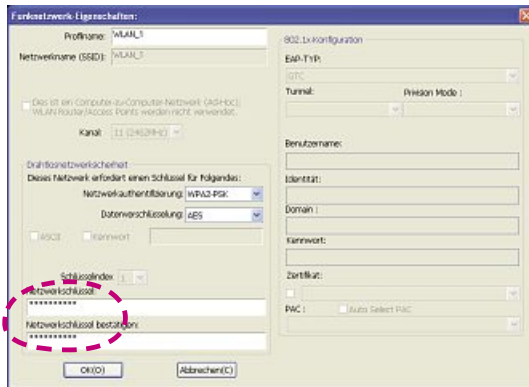 Funknetzwerk-Eigenschaften:
Profilname: WLAN_1
Netzwerkname (SSID): WLAN_1
Dies ist ein Computer-zu-Computer-Netzwerk (AdHoc);
WLAN Router/Access Points werden nicht verwendet.
Kanal: 11 (2462MHz)
Drahtlosnetzwerksicherheit
Dieses Netzwerk erfordert einen Schlüssel für Folgendes:
Netzwerkauthentifizierung: WPA2-PSK
Datenverschlüsselung: AES
ASCII Kennwort
Schlüsselindex: 1
Netzwerkschlüssel:
**********
Netzwerkschlüssel bestätigen:
**********
OK(O) Abbrechen(C)
802.1x-Konfiguration
EAP-TYP:
GTC
Tunnel: Privision Mode :
Benutzername:
Identität:
Domain :
Kennwort:
Zertifikat:
PAC : Auto Select PAC